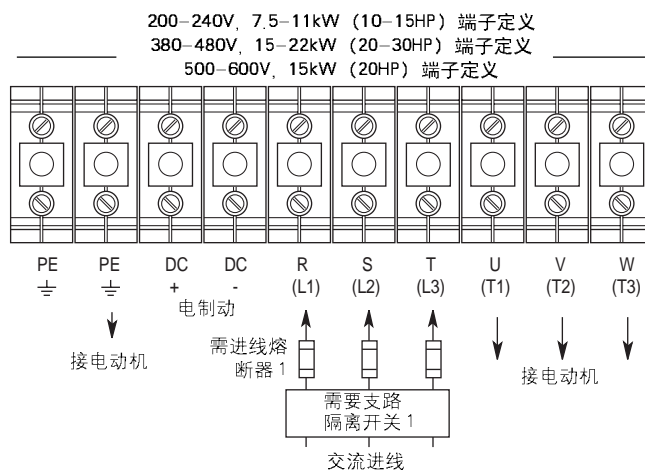 200-240V, 7.5-11kW (10-15HP) 端子定义
380-480V, 15-22kW (20-30HP) 端子定义
500-600V, 15kW (20HP) 端子定义
PE PE DC DC R S T U V W
+ - (L1) (L2) (L3) (T1) (T2) (T3)
电制动
接电动机
需进线熔
断器1
接电动机
需要支路
隔离开关1
交流进线